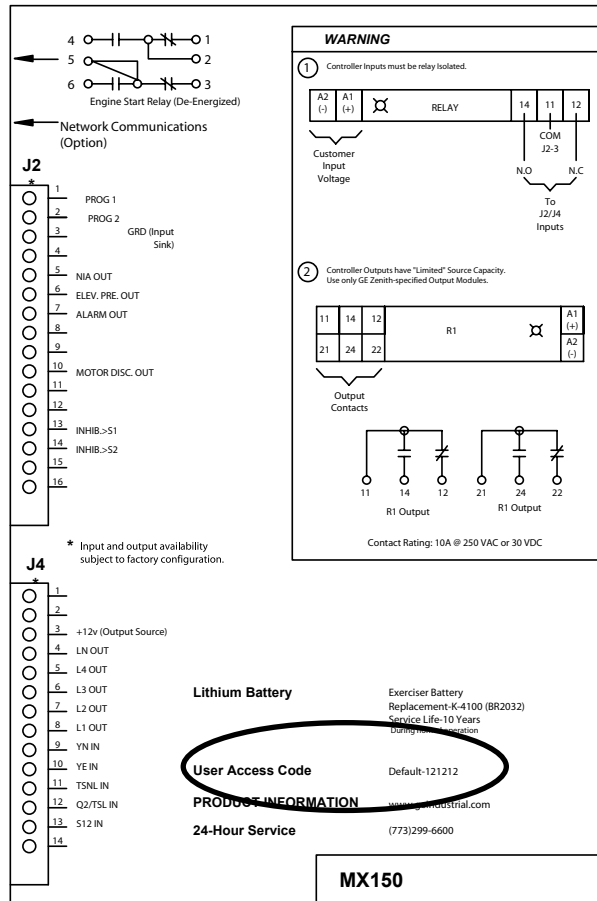 4 1
5 2
6 3
Engine Start Relay (De-Energized)
Network Communications
(Option)
J2
*
1 PROG 1
2 PROG 2
3 GRD (Input
Sink)
4
5 NIA OUT
6 ELEV. PRE. OUT
7 ALARM OUT
8
9
10 MOTOR DISC. OUT
11
12
13 INHIB.>S1
14 INHIB.>S2
15
16
* Input and output availability
subject to factory configuration.
WARNING
1 Controller Inputs must be relay Isolated.
A2 A1 RELAY 14 11 12
(-) (+)
Customer
Input
Voltage
COM
J2-3
N.O N.C
To
J2/J4
Inputs
2 Controller Outputs have "Limited" Source Capacity.
Use only GE Zenith-specified Output Modules.
11 14 12 R1 A1
(+)
21 24 22 A2
(-)
Output
Contacts
11 14 12 21 24 22
R1 Output R1 Output
Contact Rating: 10A @ 250 VAC or 30 VDC
J4
*
1
2
3 +12v (Output Source)
4 LN OUT
5 L4 OUT
6 L3 OUT
7 L2 OUT
8 L1 OUT
9 YN IN
10 YE IN
11 TSNL IN
12 Q2/TSL IN
13 S12 IN
14
Lithium Battery Exerciser Battery
Replacement-K-4100 (BR2032)
Service Life-10 Years
During normal operation
User Access Code Default-121212
PRODUCT INFORMATION www.geindustrial.com
24-Hour Service (773)299-6600
MX150